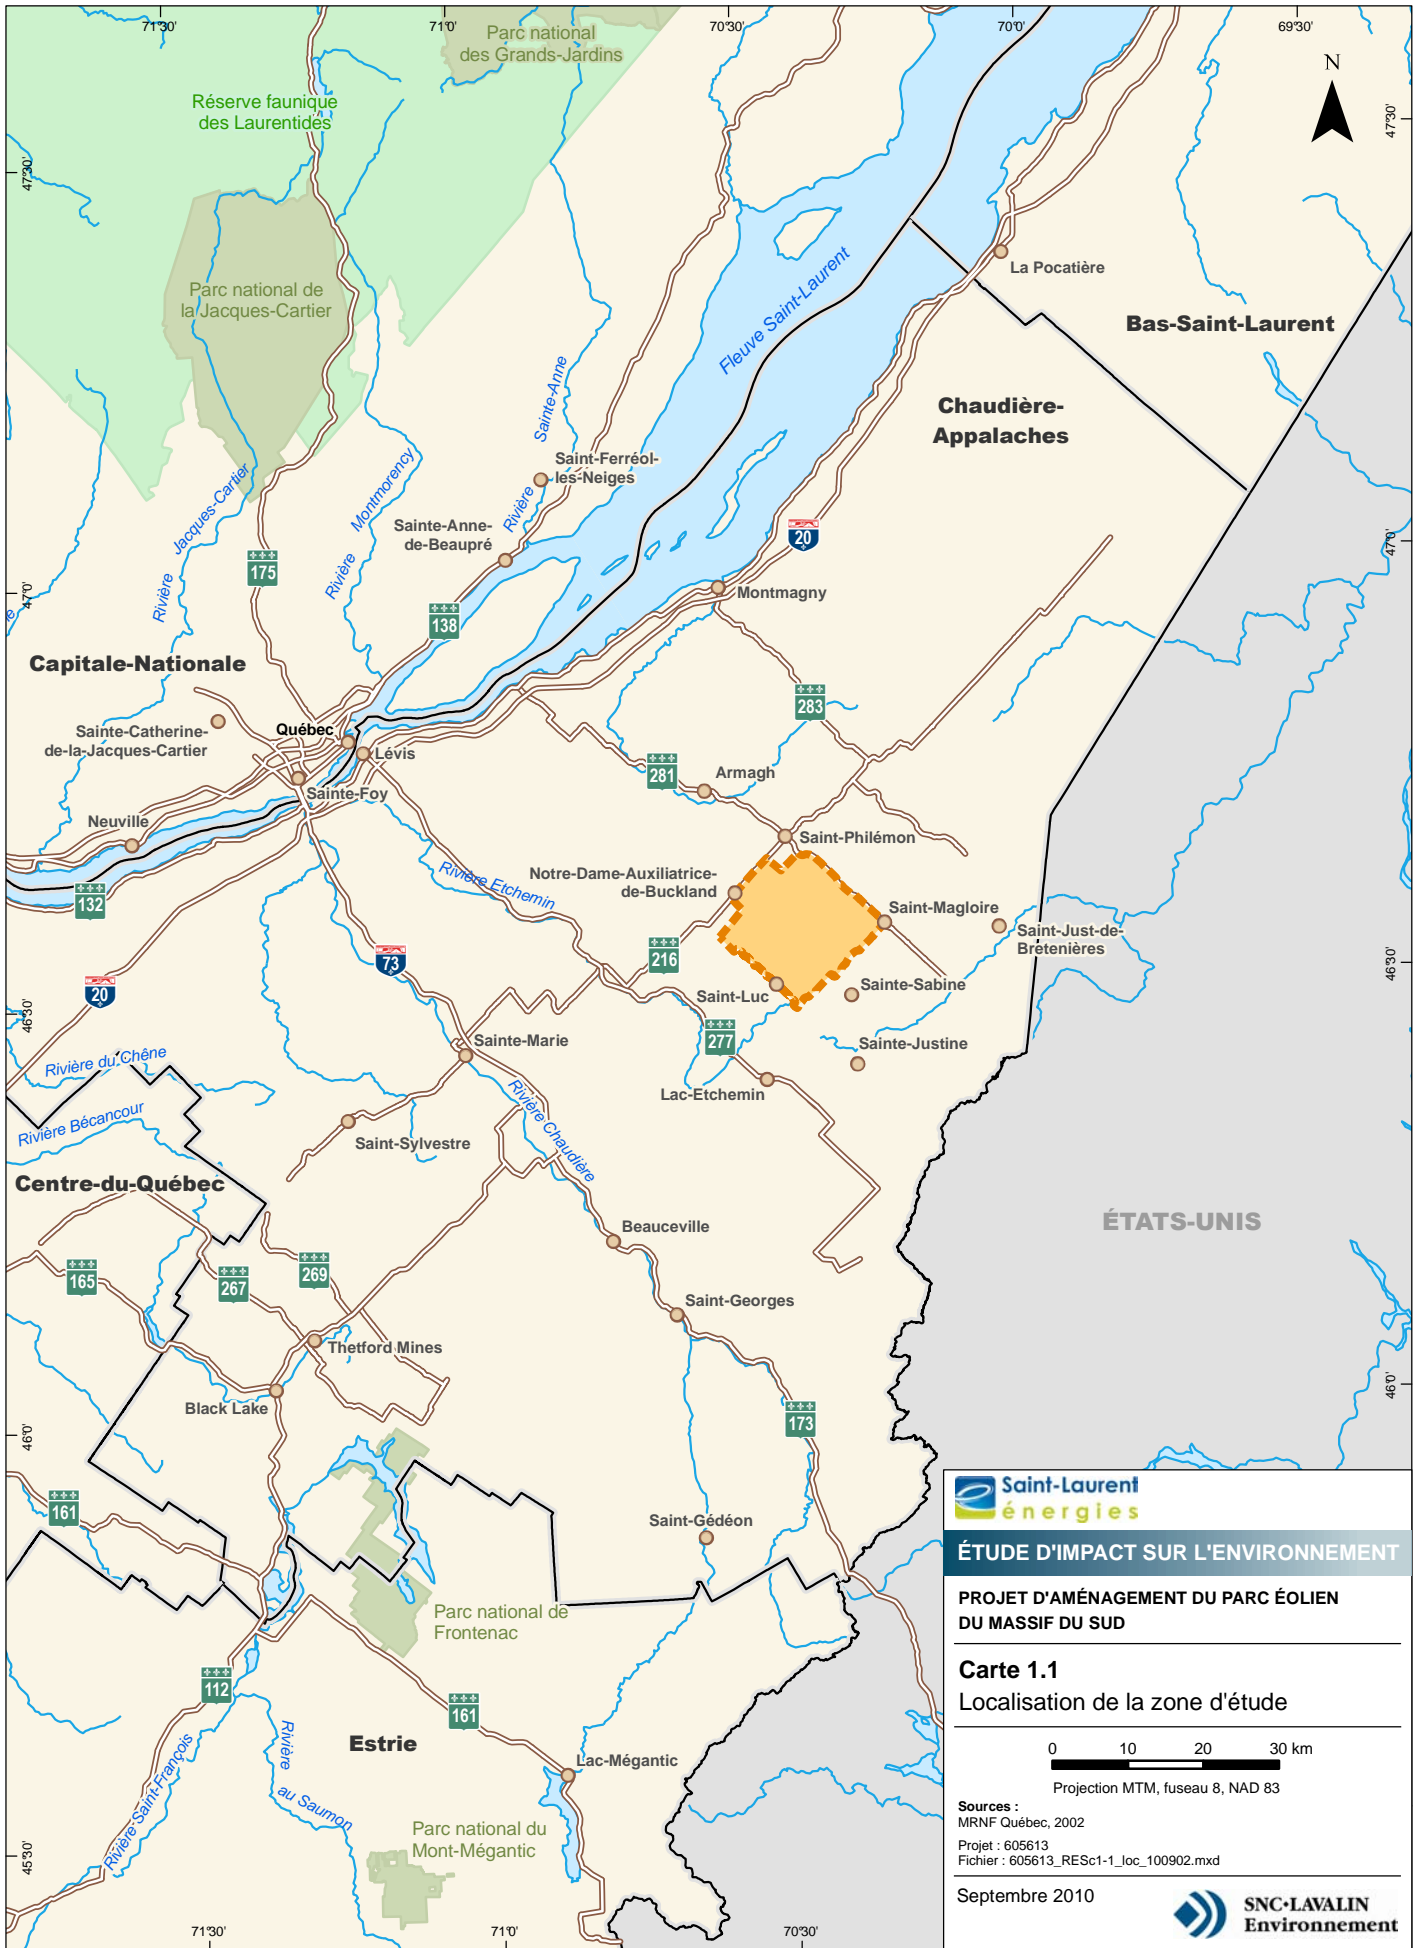 71°30'
71°0'
70°30'
70°0'
69°30'
Parc national
des Grands-Jardins
N
Réserve faunique
des Laurentides
47°30'
47°30'
Fleuve Saint-Laurent
La Pocatière
Parc national de
la Jacques-Cartier
Bas-Saint-Laurent
Chaudière-
Appalaches
Rivière Sainte-Anne
Saint-Ferréol-
les-Neiges
Rivière Jacques-Cartier
Rivière Montmorency
Sainte-Anne-
de-Beaupré
20
47°0'
175
47°0'
Montmagny
138
Capitale-Nationale
283
Sainte-Catherine-
de-la-Jacques-Cartier
Québec
Lévis
281
Armagh
Sainte-Foy
Neuville
Saint-Philémon
Rivière Etchemin
Notre-Dame-Auxiliatrice-
de-Buckland
132
Saint-Magloire
Saint-Just-de-
Bretenières
73
216
46°30'
20
Saint-Luc
Sainte-Sabine
46°30'
277
Sainte-Marie
Sainte-Justine
Rivière du Chêne
Lac-Etchemin
Rivière Bécancour
Rivière Chaudière
Saint-Sylvestre
Centre-du-Québec
Beauceville
ÉTATS-UNIS
165
267
269
Saint-Georges
Thetford Mines
46°0'
Black Lake
173
46°0'
161
Saint-Gédéon
Parc national de
Frontenac
112
161
Rivière Saint-François
Rivière
au Saumon
Estrie
Lac-Mégantic
Parc national du
Mont-Mégantic
45°30'
71°30'
71°0'
70°30'
Saint-Laurent
énergies
ÉTUDE D'IMPACT SUR L'ENVIRONNEMENT
PROJET D'AMÉNAGEMENT DU PARC ÉOLIEN
DU MASSIF DU SUD
Carte 1.1
Localisation de la zone d'étude
0 10 20 30 km
Projection MTM, fuseau 8, NAD 83
Sources :
MRNF Québec, 2002
Projet : 605613
Fichier : 605613_RESc1-1_loc_100902.mxd
Septembre 2010
SNC•LAVALIN
Environnement